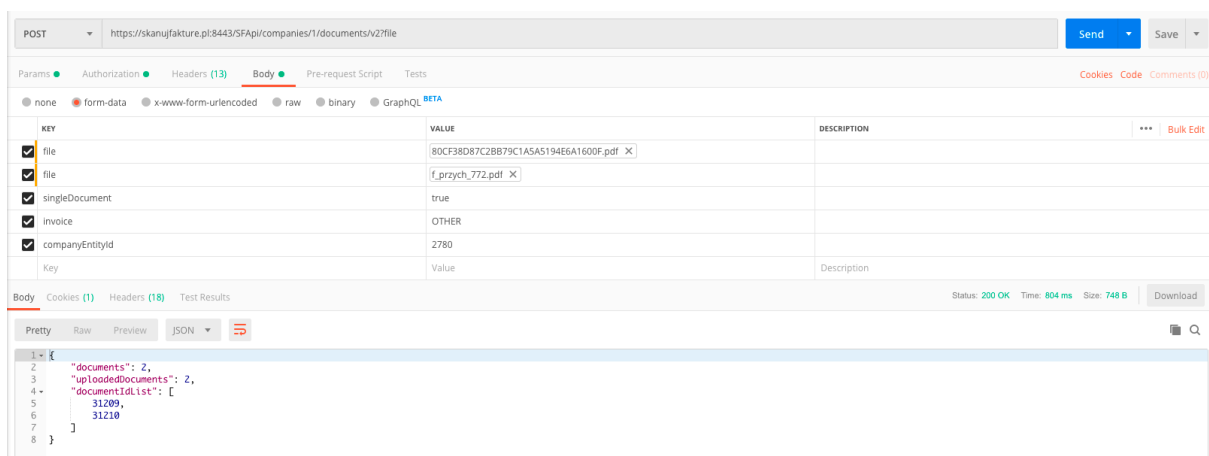 POST https://skanujfakture.pl:8443/SFApi/companies/1/documents/v2?file Send Save
Params Authorization Headers (13) Body Pre-request Script Tests Cookies Code Comments (0)
none form-data x-www-form-urlencoded raw binary GraphQL BETA
KEY VALUE DESCRIPTION ••• Bulk Edit
file 80CF38D87C2BB79C1A5A5194E6A1600F.pdf X
file f_przych_772.pdf X
singleDocument true
invoice OTHER
companyEntityId 2780
Key Value Description
Body Cookies (1) Headers (18) Test Results Status: 200 OK Time: 804 ms Size: 748 B Download
Pretty Raw Preview JSON
1 {
2 "documents": 2,
3 "uploadedDocuments": 2,
4 "documentIdList": [
5 31209,
6 31210
7 ]
8 }